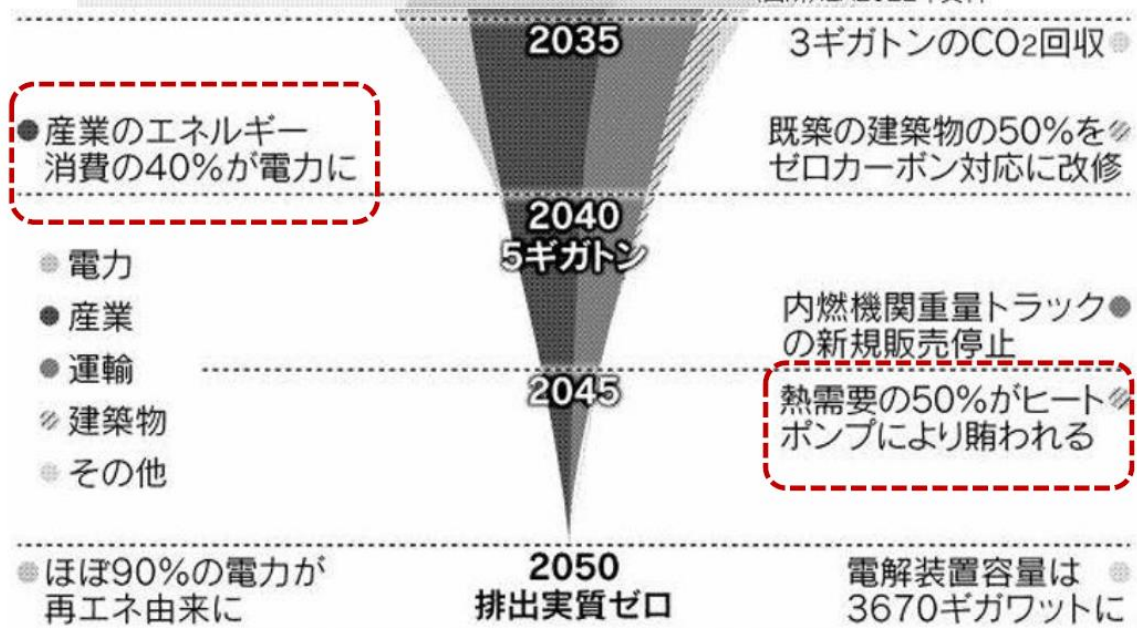 2035
3ギガトンのCO2回収
産業のエネルギー
消費の40%が電力に
既築の建築物の50%を
ゼロカーボン対応に改修
2040
5ギガトン
電力
産業
運輸
建築物
その他
内燃機関重量トラック
の新規販売停止
2045
熱需要の50%がヒート
ポンプにより賄われる
ほぼ90%の電力が
再エネ由来に
2050
排出実質ゼロ
電解装置容量は
3670ギガワットに